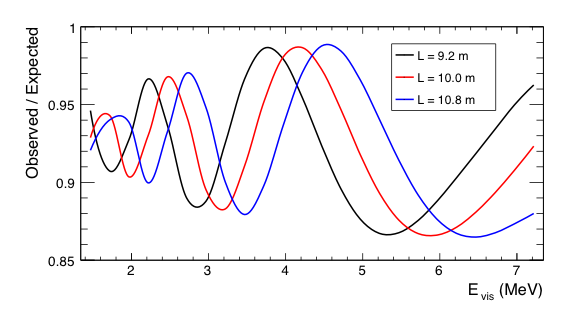 Observed / Expected
1
0.95
0.9
0.85
L = 9.2 m
L = 10.0 m
L = 10.8 m
2 3 4 5 6 7
E vis (MeV)